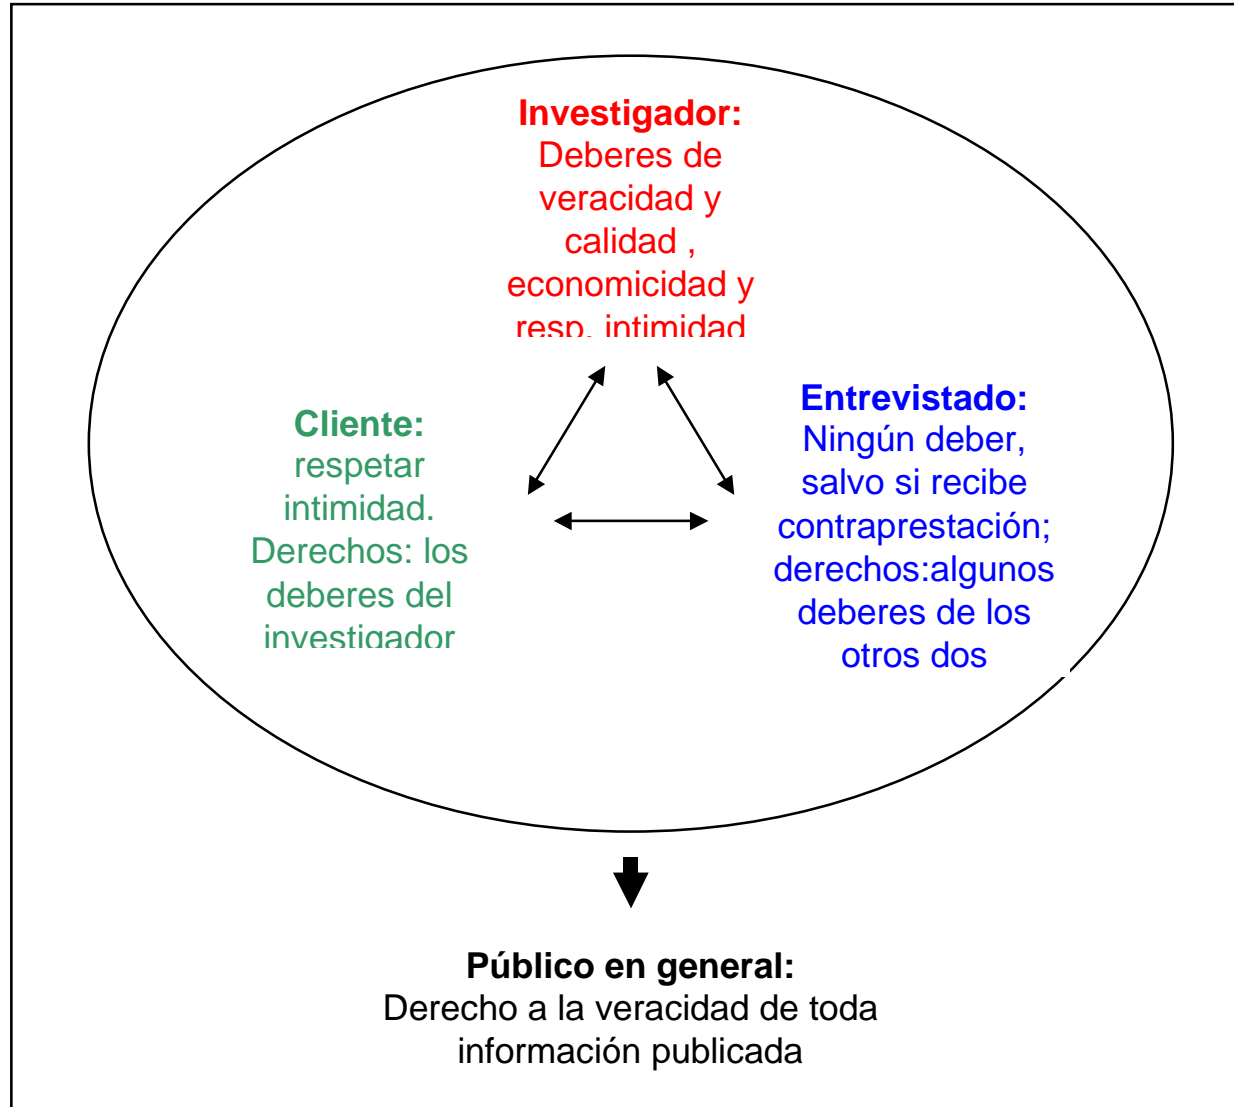 Investigador:
Deberes de
veracidad y
calidad ,
economicidad y
resp. intimidad
Cliente:
respetar
intimidad.
Derechos: los
deberes del
investigador
Entrevistado:
Ningún deber,
salvo si recibe
contraprestación;
derechos:algunos
deberes de los
otros dos
Público en general:
Derecho a la veracidad de toda
información publicada